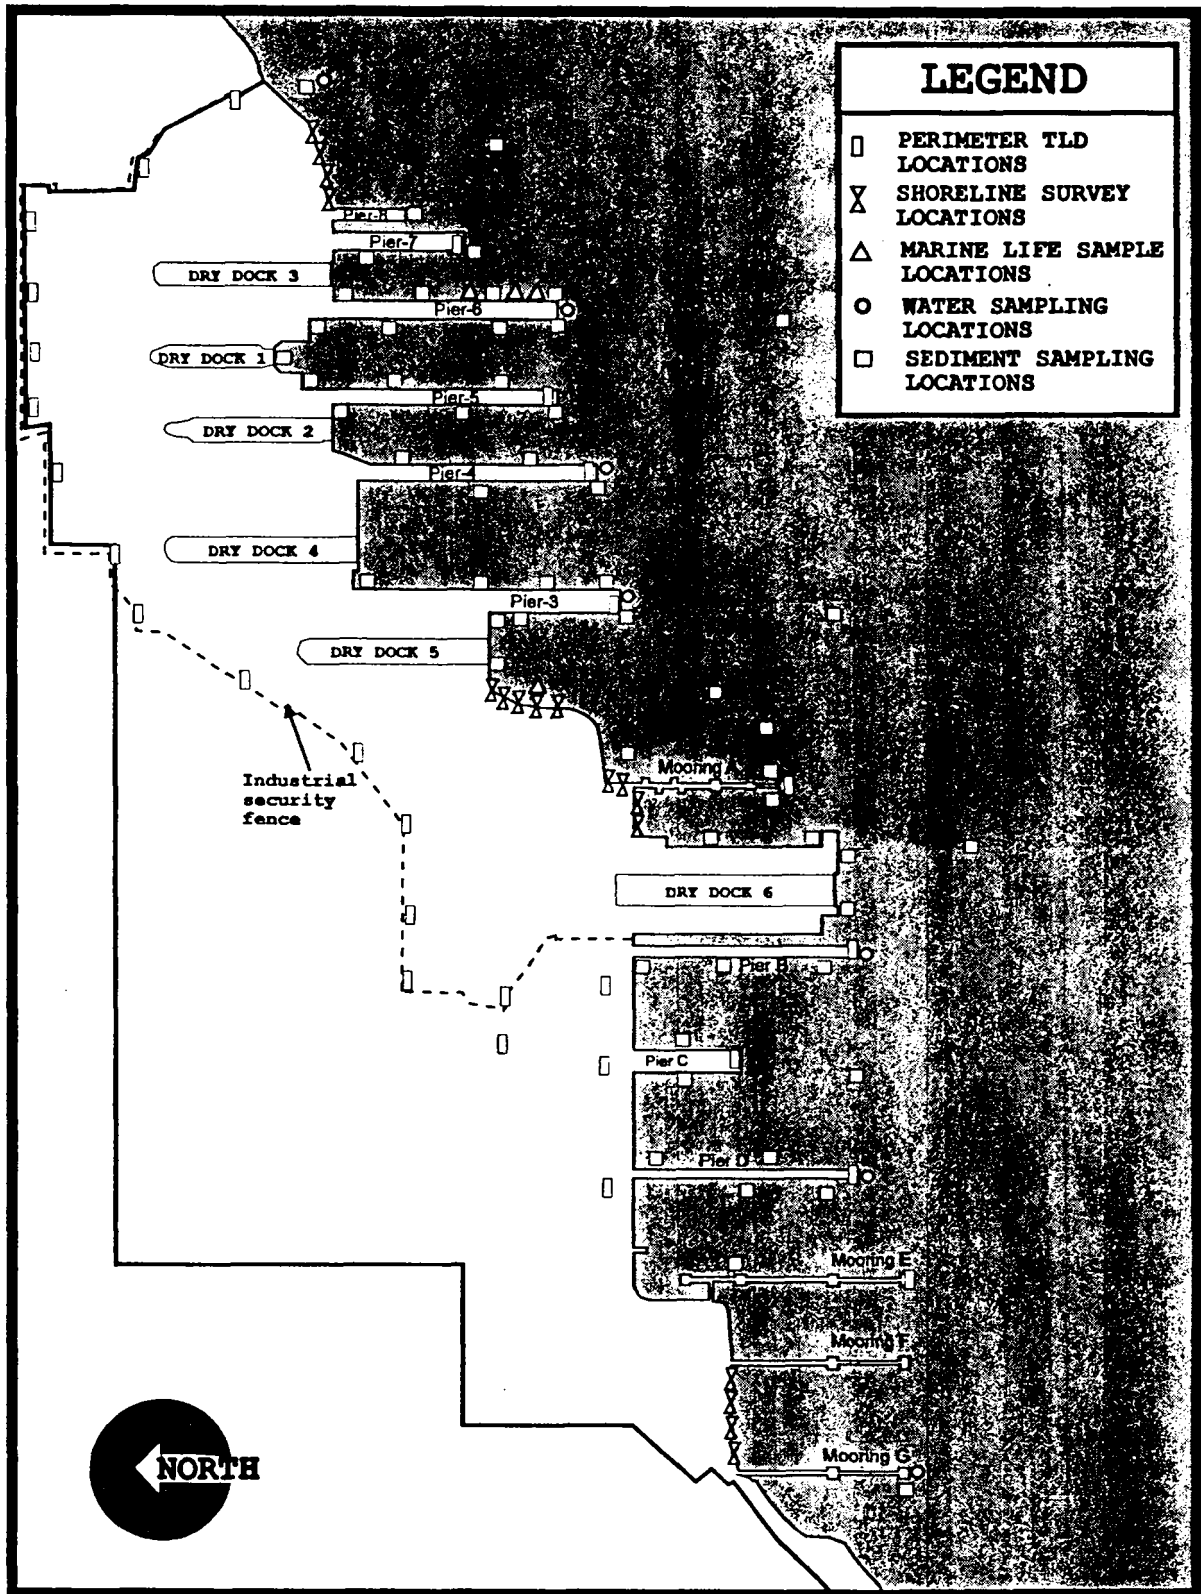 LEGEND
PERIMETER TLD
LOCATIONS
SHORELINE SURVEY
LOCATIONS
MARINE LIFE SAMPLE
LOCATIONS
WATER SAMPLING
LOCATIONS
SEDIMENT SAMPLING
LOCATIONS
Pier-8
Pier-7
DRY DOCK 3
Pier-6
DRY DOCK 1
Pier-5
DRY DOCK 2
Pier-4
DRY DOCK 4
Pier-3
DRY DOCK 5
Mooring A
Industrial
security
fence
DRY DOCK 6
Pier B
Pier C
Pier D
Mooring E
Mooring F
Mooring G
NORTH